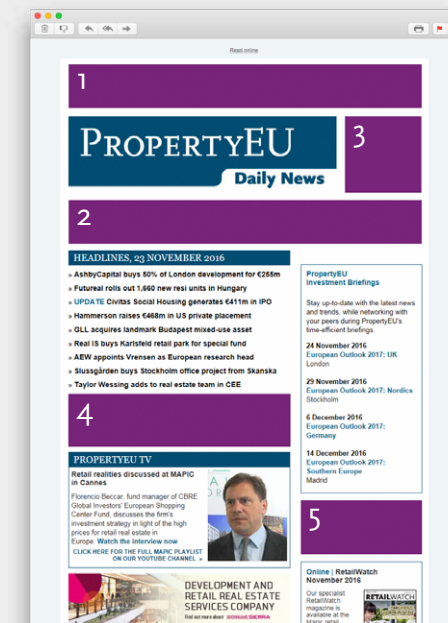 Read online
1
PROPERTYEU
Daily News
3
2
HEADLINES, 23 NOVEMBER 2016
» AshbyCapital buys 50% of London development for €255m
» Futureal rolls out 1,660 new resi units in Hungary
» UPDATE Civitas Social Housing generates €411m in IPO
» Hammerson raises €468m in US private placement
» GLL acquires landmark Budapest mixed-use asset
» Real IS buys Karlsfeld retail park for special fund
» AEW appoints Vrensen as European research head
» Slussgården buys Stockholm office project from Skanska
» Taylor Wessing adds to real estate team in CEE
4
PROPERTYEU TV
Retail realities discussed at MAPIC
in Cannes
Florencio Beccar, fund manager of CBRE
Global Investors' European Shopping
Center Fund, discusses the firm's
investment strategy in light of the high
prices for retail real estate in
Europe. Watch the interview now
CLICK HERE FOR THE FULL MAPIC PLAYLIST
ON OUR YOUTUBE CHANNEL »
DEVELOPMENT AND
RETAIL REAL ESTATE
SERVICES COMPANY
Find out more about SONAE SIERRA
PropertyEU
Investment Briefings
Stay up-to-date with the latest news
and trends, while networking with
your peers during PropertyEU's
time-efficient briefings.
24 November 2016
European Outlook 2017: UK
London
29 November 2016
European Outlook 2017: Nordics
Stockholm
6 December 2016
European Outlook 2017:
Germany
14 December 2016
European Outlook 2017:
Southern Europe
Madrid
5
Online | RetailWatch
November 2016
Our specialist
RetailWatch
magazine is
available at the
Mapic retail
RETAILWATCH